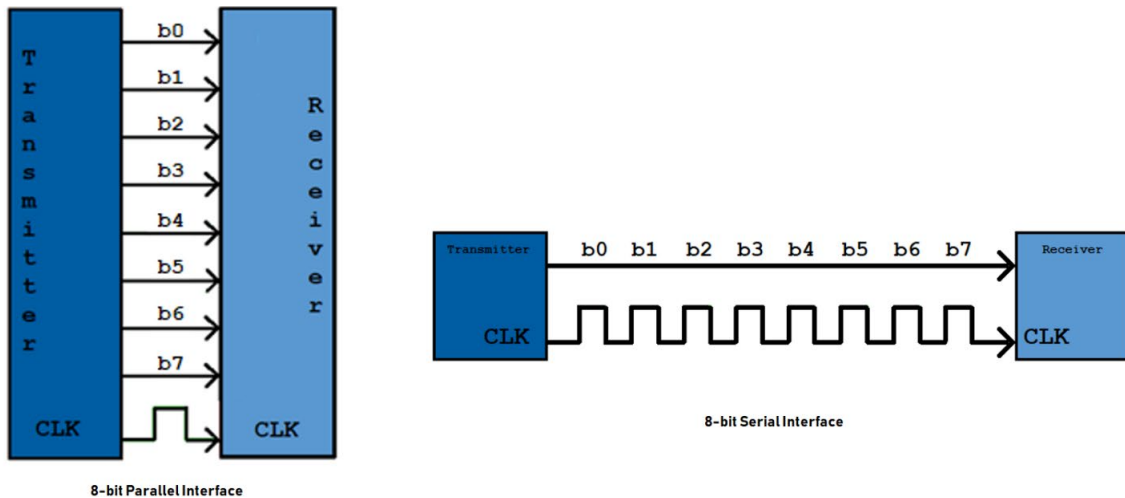 Transmitter
b0
b1
b2
b3
b4
b5
b6
b7
CLK
Receiver
CLK
8-bit Parallel Interface
Transmitter
b0 b1 b2 b3 b4 b5 b6 b7
Receiver
CLK
CLK
8-bit Serial Interface